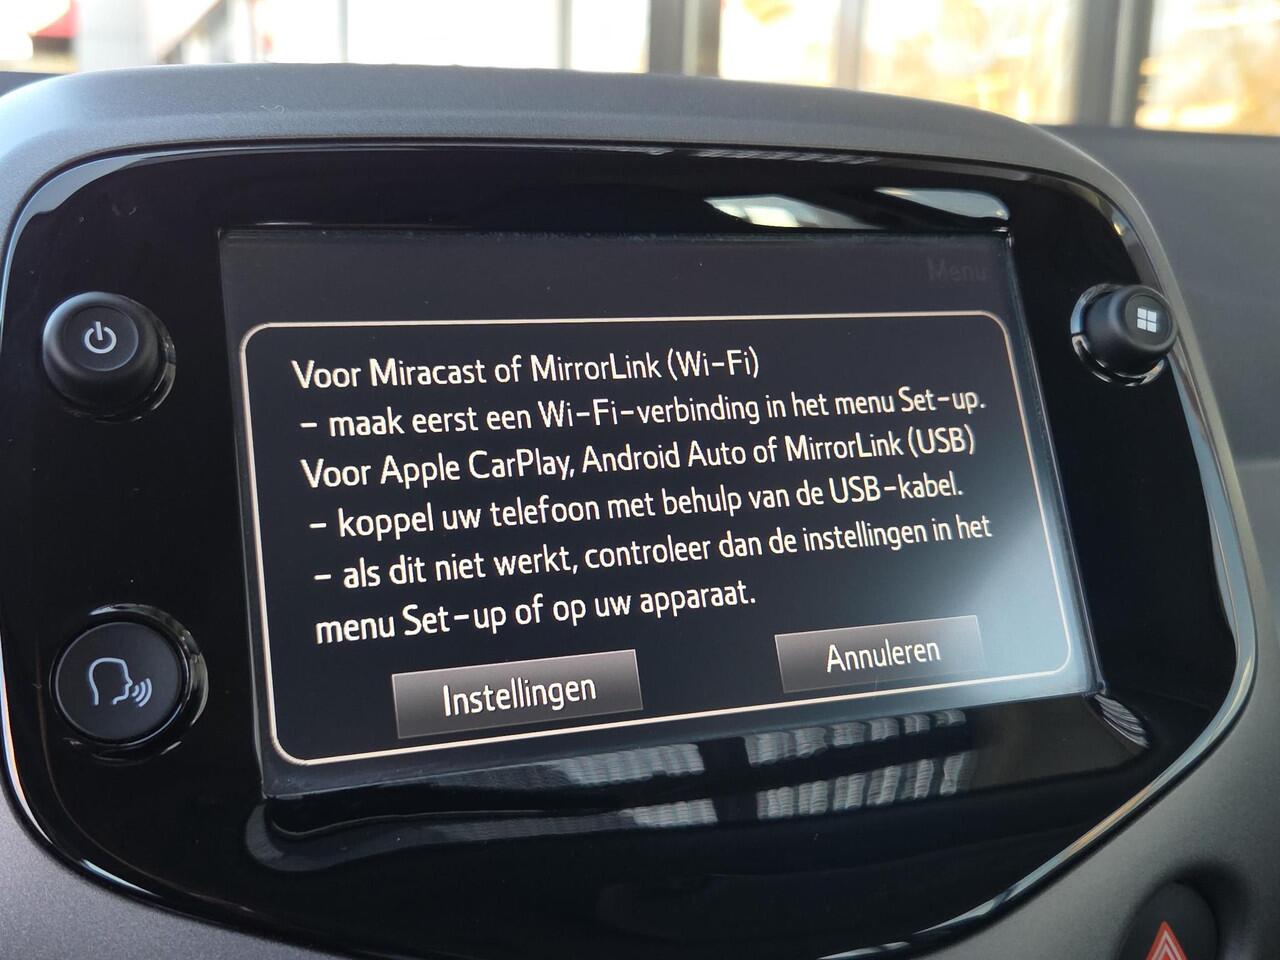 Menu
Voor Miracast of MirrorLink (Wi-Fi)
- maak eerst een Wi-Fi-verbinding in het menu Set-up.
Voor Apple CarPlay, Android Auto of MirrorLink (USB)
- koppel uw telefoon met behulp van de USB-kabel.
- als dit niet werkt, controleer dan de instellingen in het
menu Set-up of op uw apparaat.
Instellingen
Annuleren